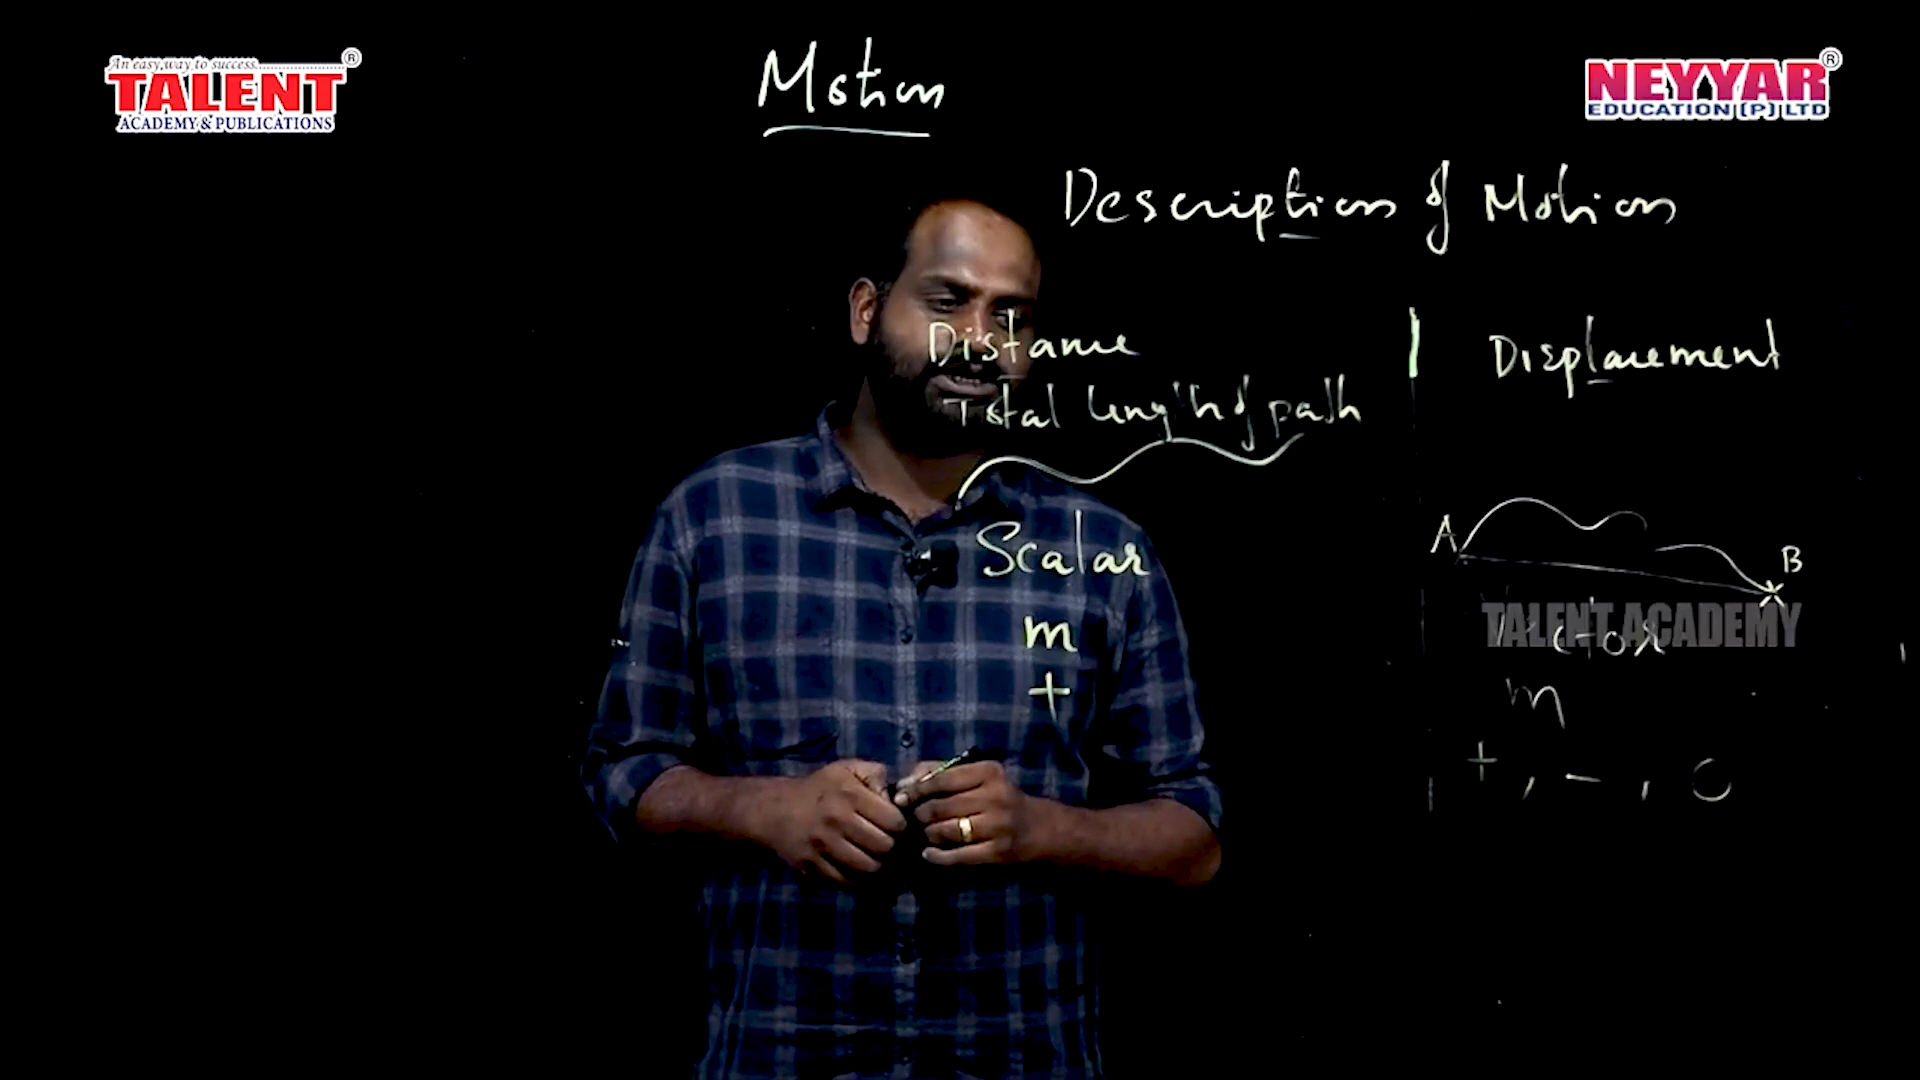 An easy way to success
TALENT
ACADEMY & PUBLICATIONS
NEYYAR
EDUCATION (P) LTD
Motion
Description of Motion
Distance
Total length of path
Scalar
m
+
Displacement
A
B
TALENT ACADEMY
Vector
m
+, -, 0